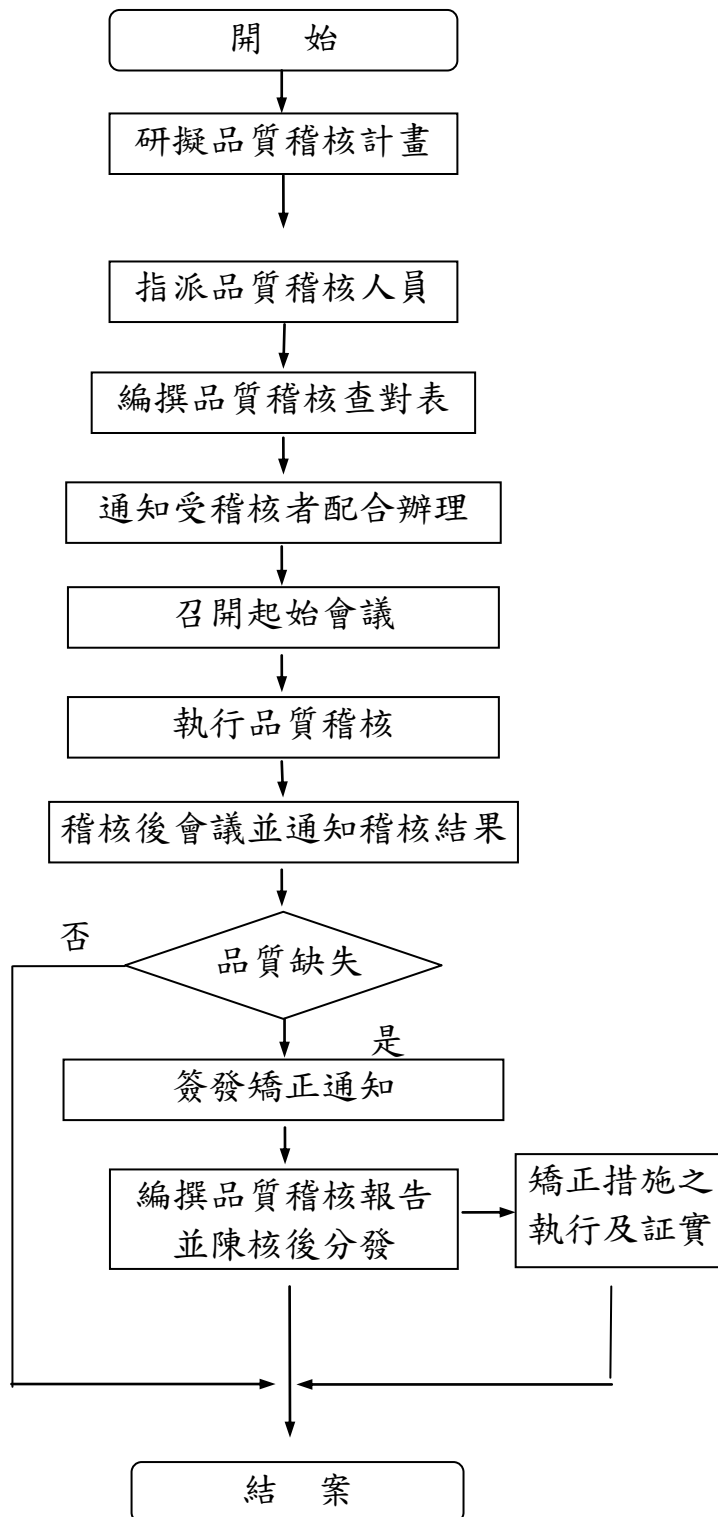 開 始
研擬品質稽核計畫
指派品質稽核人員
編撰品質稽核查對表
通知受稽核者配合辦理
召開起始會議
執行品質稽核
稽核後會議並通知稽核結果
否
品質缺失
是
簽發矯正通知
編撰品質稽核報告
並陳核後分發
矯正措施之
執行及証實
結 案